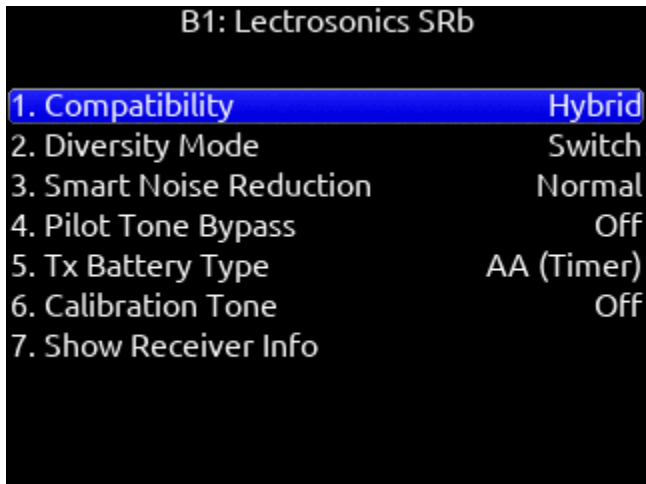 B1: Lectrosonics SRb
1. Compatibility Hybrid
2. Diversity Mode Switch
3. Smart Noise Reduction Normal
4. Pilot Tone Bypass Off
5. Tx Battery Type AA (Timer)
6. Calibration Tone Off
7. Show Receiver Info